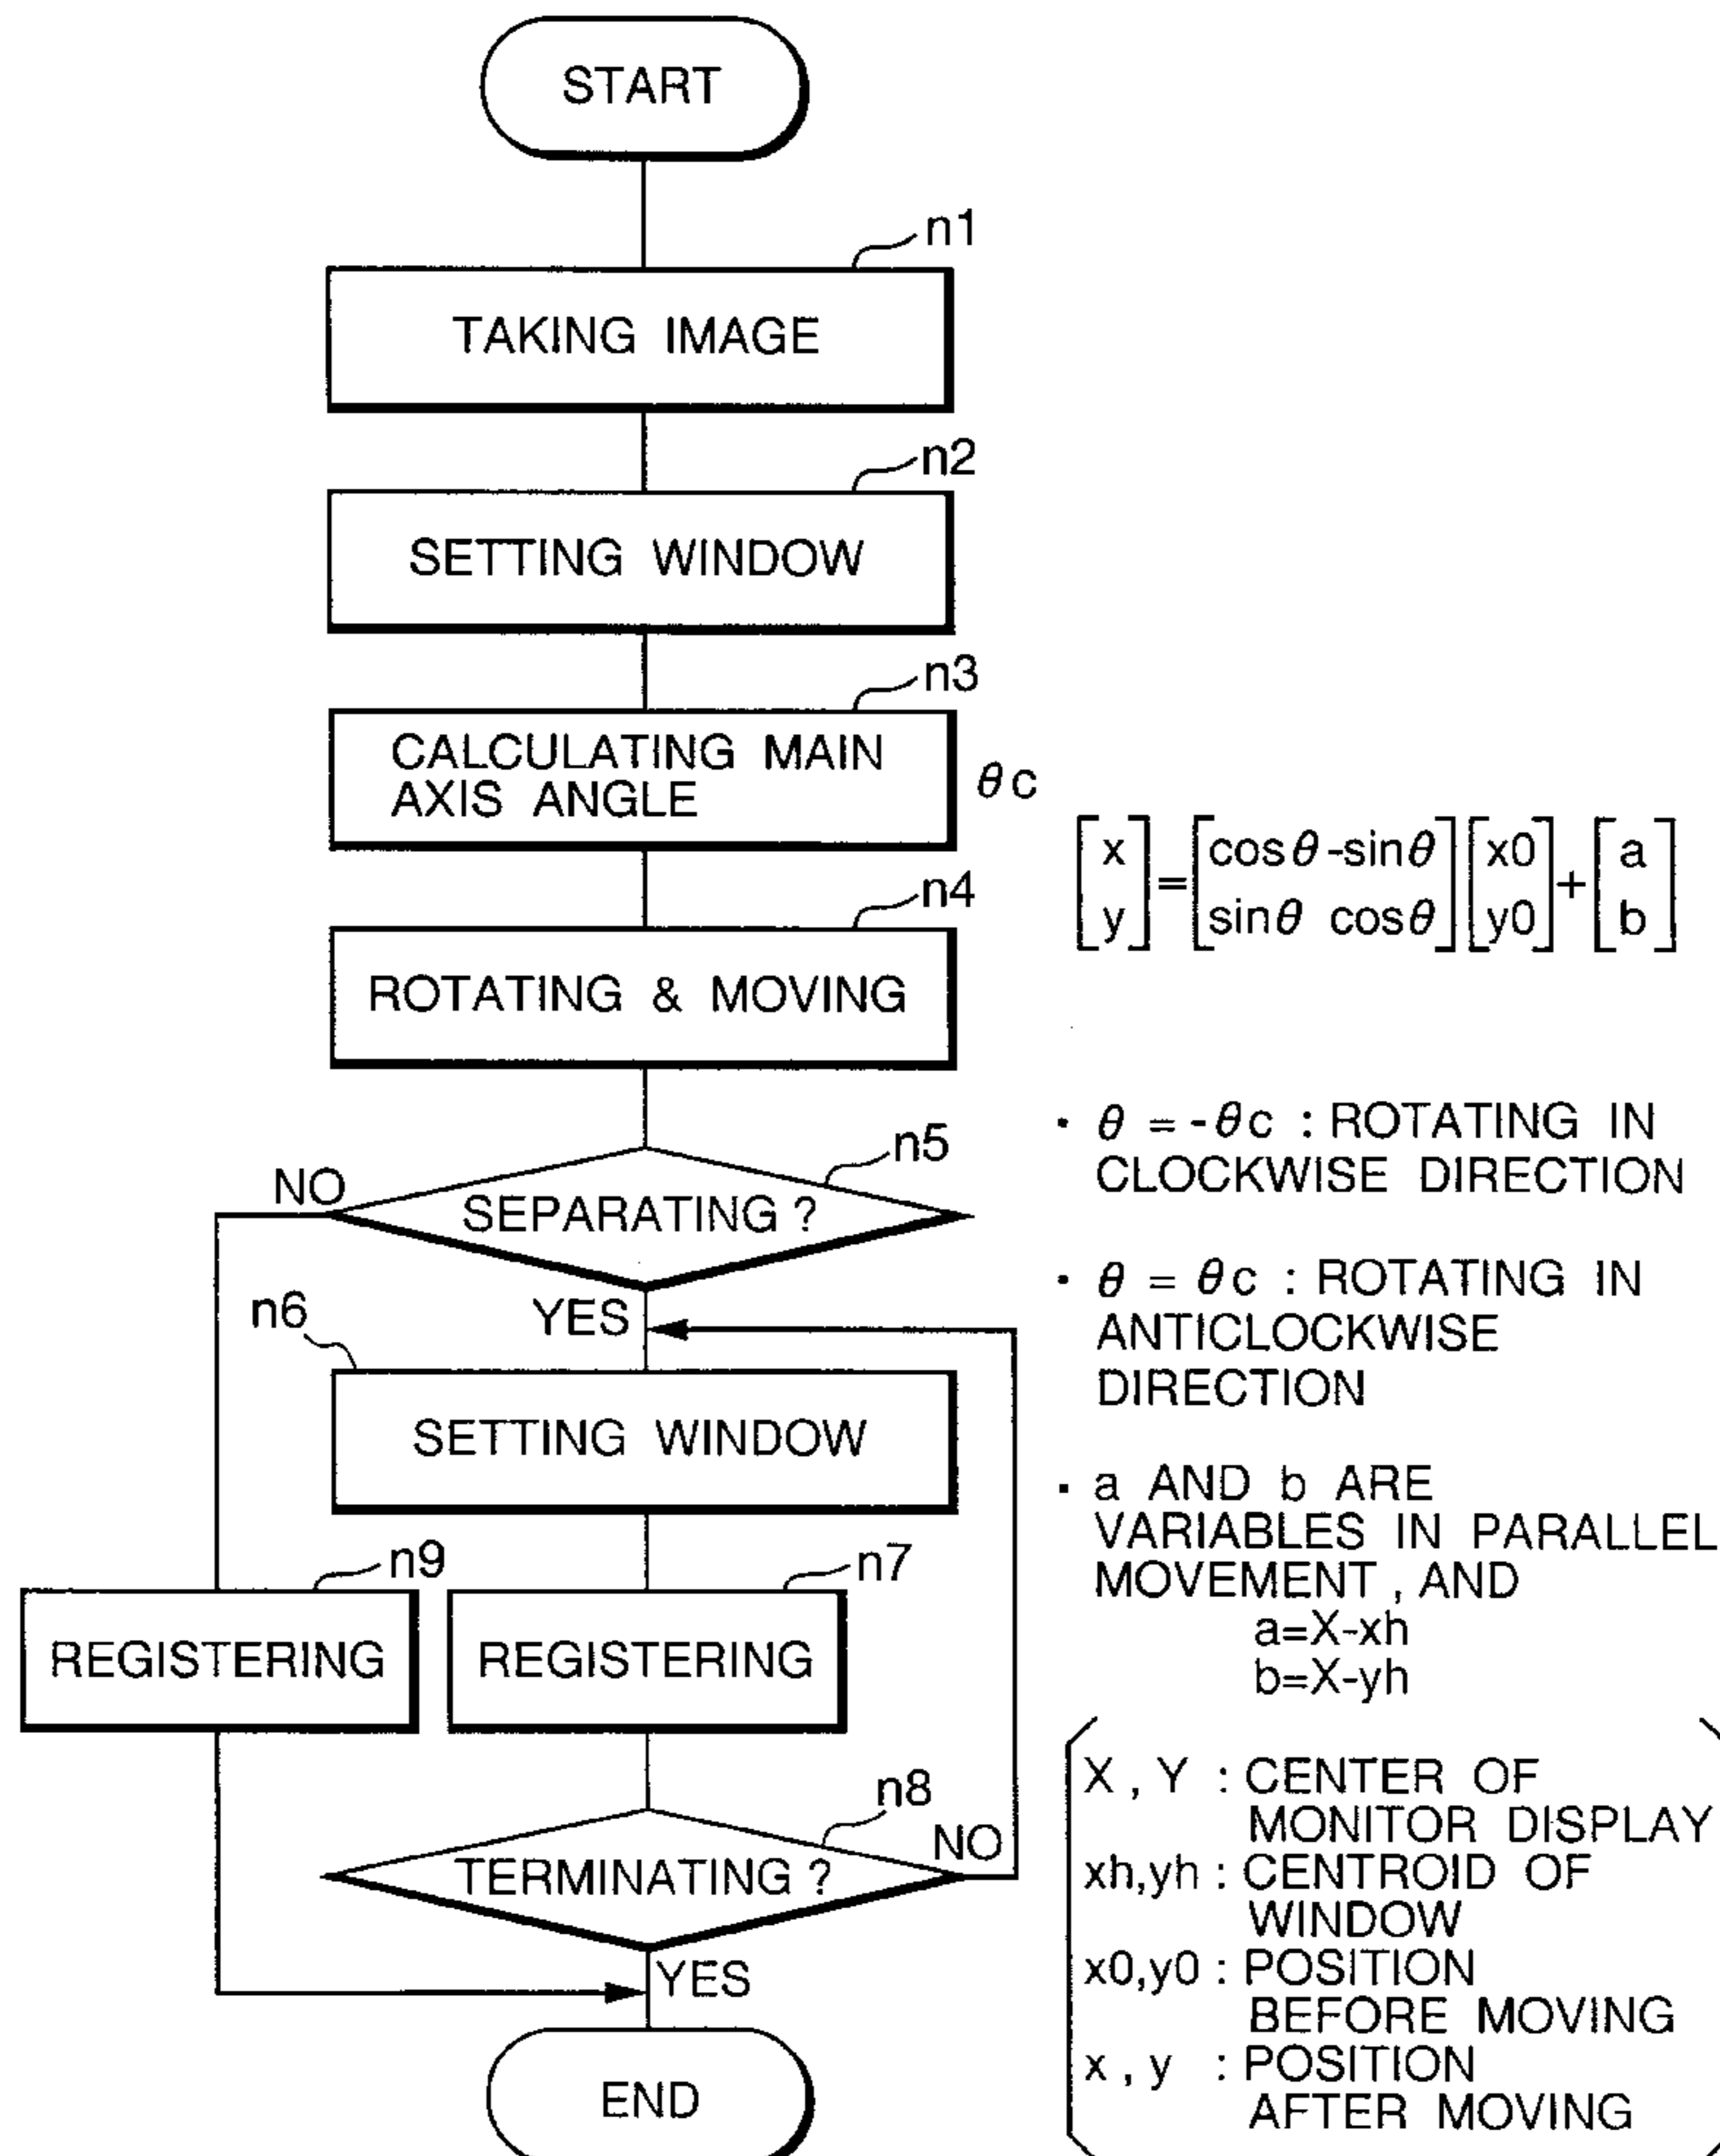 START
n1
TAKING IMAGE
n2
SETTING WINDOW
n3
CALCULATING MAIN
AXIS ANGLE
θc
[x] = [cosθ -sinθ] [x0] + [a]
[y] [sinθ cosθ] [y0] [b]
n4
ROTATING & MOVING
n5
NO
SEPARATING ?
YES
n6
SETTING WINDOW
n9
REGISTERING
n7
REGISTERING
n8
TERMINATING ?
NO
YES
END
· θ = -θc : ROTATING IN
CLOCKWISE DIRECTION
· θ = θc : ROTATING IN
ANTICLOCKWISE
DIRECTION
· a AND b ARE
VARIABLES IN PARALLEL
MOVEMENT , AND
a=X-xh
b=X-yh
X , Y : CENTER OF
MONITOR DISPLAY
xh,yh : CENTROID OF
WINDOW
x0,y0 : POSITION
BEFORE MOVING
x , y : POSITION
AFTER MOVING